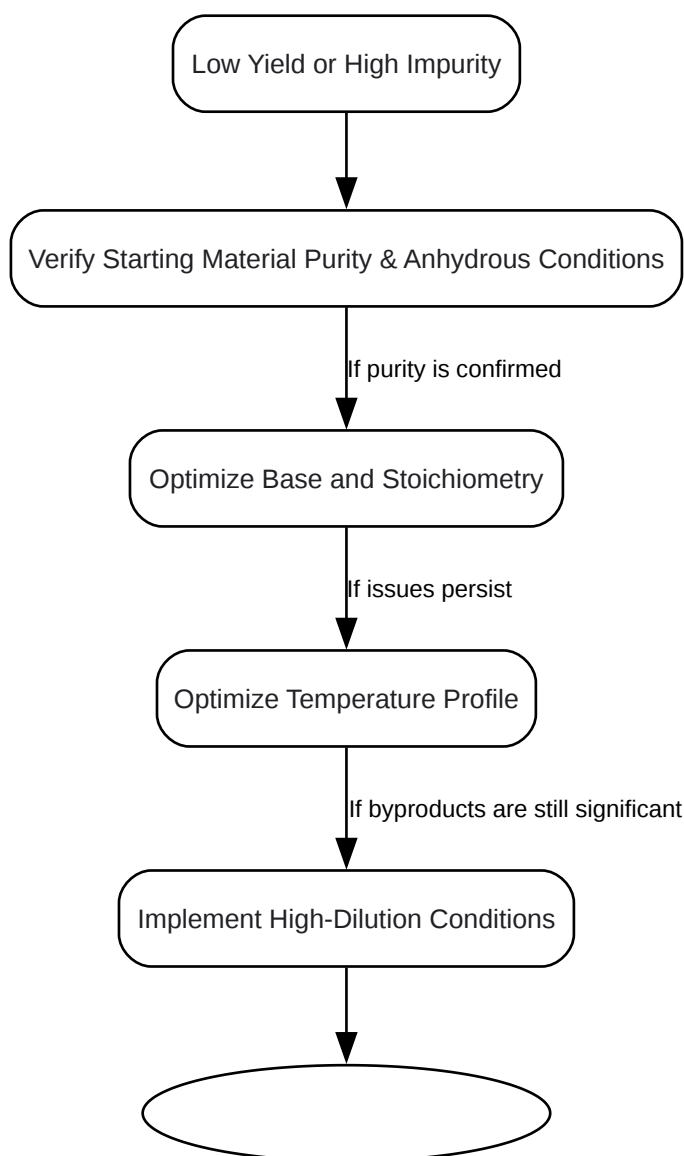 Low Yield or High Impurity
Verify Starting Material Purity & Anhydrous Conditions
If purity is confirmed
Optimize Base and Stoichiometry
If issues persist
Optimize Temperature Profile
If byproducts are still significant
Implement High-Dilution Conditions